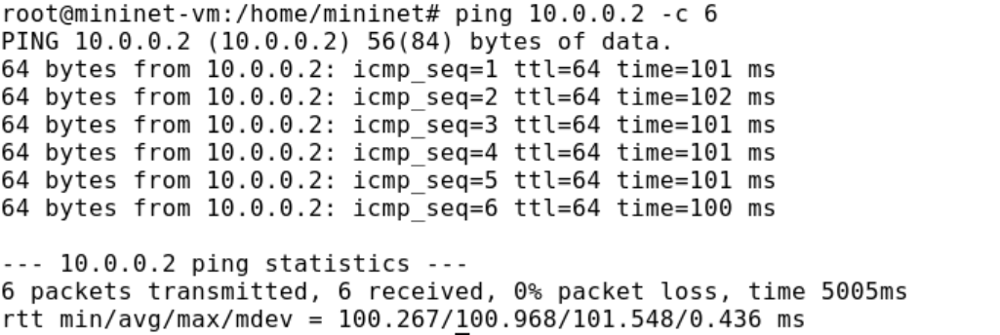 root@mininet-vm:/home/mininet# ping 10.0.0.2 -c 6
PING 10.0.0.2 (10.0.0.2) 56(84) bytes of data.
64 bytes from 10.0.0.2: icmp_seq=1 ttl=64 time=101 ms
64 bytes from 10.0.0.2: icmp_seq=2 ttl=64 time=102 ms
64 bytes from 10.0.0.2: icmp_seq=3 ttl=64 time=101 ms
64 bytes from 10.0.0.2: icmp_seq=4 ttl=64 time=101 ms
64 bytes from 10.0.0.2: icmp_seq=5 ttl=64 time=101 ms
64 bytes from 10.0.0.2: icmp_seq=6 ttl=64 time=100 ms
--- 10.0.0.2 ping statistics ---
6 packets transmitted, 6 received, 0% packet loss, time 5005ms
rtt min/avg/max/mdev = 100.267/100.968/101.548/0.436 ms